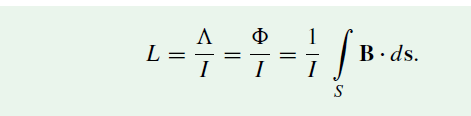 L = Λ/I = Φ/I = 1/I ∫_S B · ds.